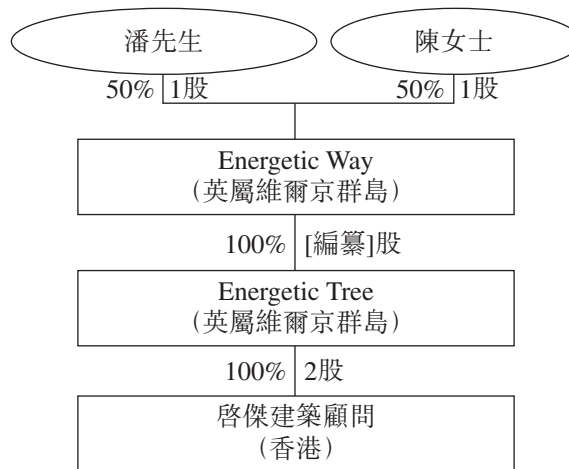 潘先生
陳女士
50% 1股
50% 1股
Energetic Way
（英屬維爾京群島）
100% [編纂]股
Energetic Tree
（英屬維爾京群島）
100% 2股
啓傑建築顧問
（香港）